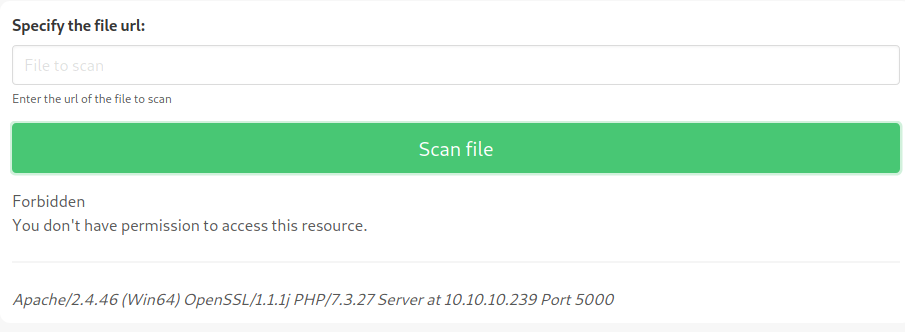 Specify the file url:
File to scan
Enter the url of the file to scan
Scan file
Forbidden
You don't have permission to access this resource.
Apache/2.4.46 (Win64) OpenSSL/1.1.1j PHP/7.3.27 Server at 10.10.10.239 Port 5000